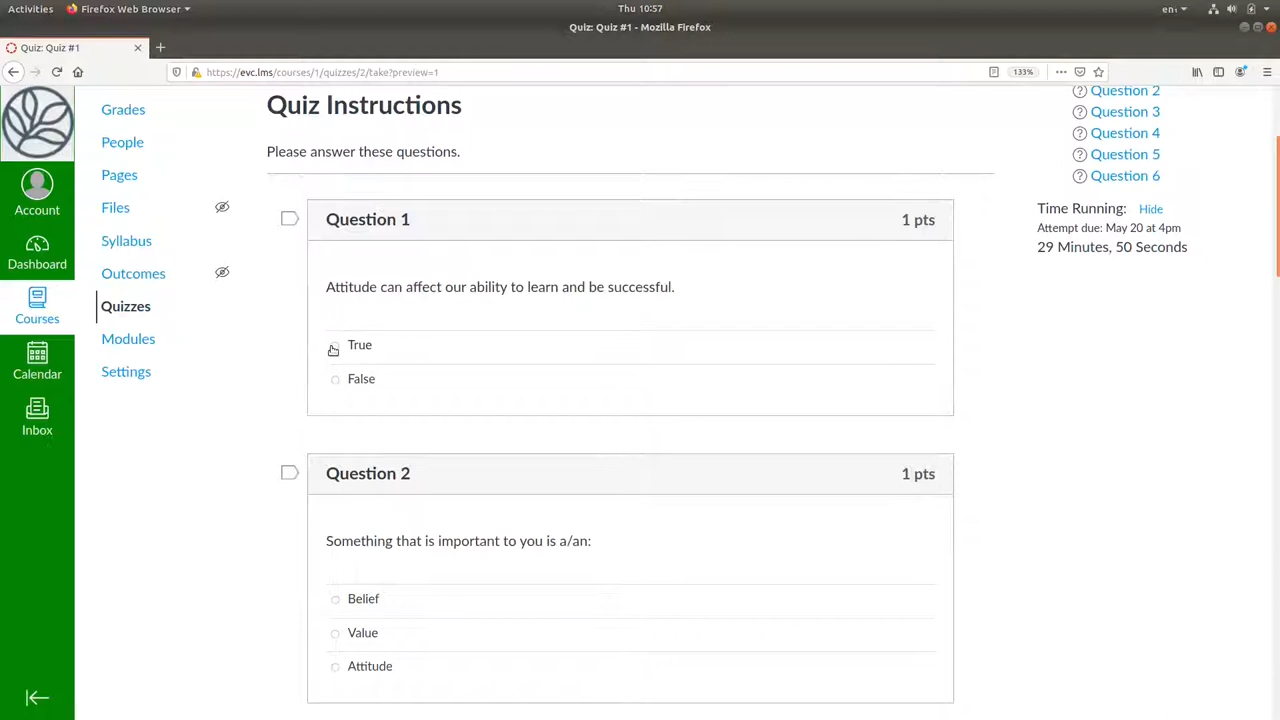 Activities Firefox Web Browser Thu 10:57 en
Quiz: Quiz #1 - Mozilla Firefox
Quiz: Quiz #1
https://evc.lms/courses/1/quizzes/2/take?preview=1 133%
Grades
People
Pages
Files
Syllabus
Outcomes
Quizzes
Modules
Settings
Account
Dashboard
Courses
Calendar
Inbox
Quiz Instructions
Please answer these questions.
Question 1 1 pts
Attitude can affect our ability to learn and be successful.
True
False
Question 2 1 pts
Something that is important to you is a/an:
Belief
Value
Attitude
Question 2
Question 3
Question 4
Question 5
Question 6
Time Running: Hide
Attempt due: May 20 at 4pm
29 Minutes, 50 Seconds